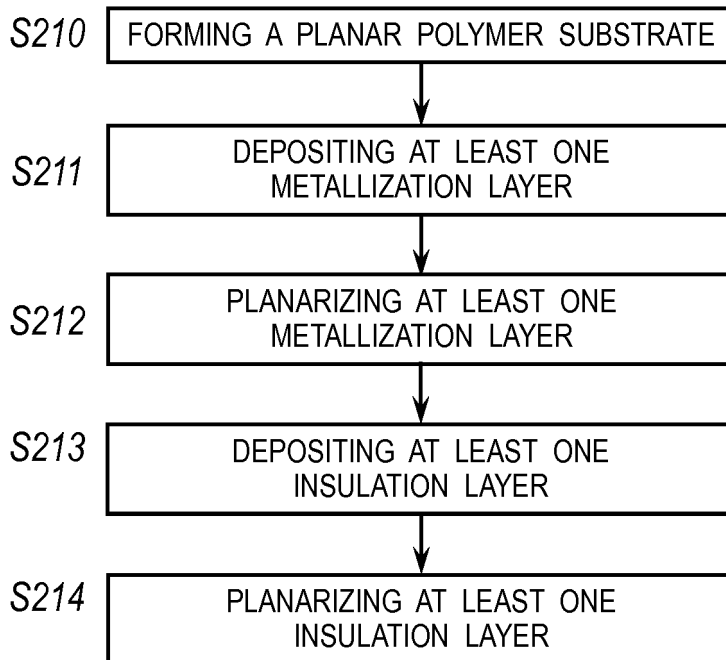 S210 FORMING A PLANAR POLYMER SUBSTRATE
S211 DEPOSITING AT LEAST ONE
METALLIZATION LAYER
S212 PLANARIZING AT LEAST ONE
METALLIZATION LAYER
S213 DEPOSITING AT LEAST ONE
INSULATION LAYER
S214 PLANARIZING AT LEAST ONE
INSULATION LAYER